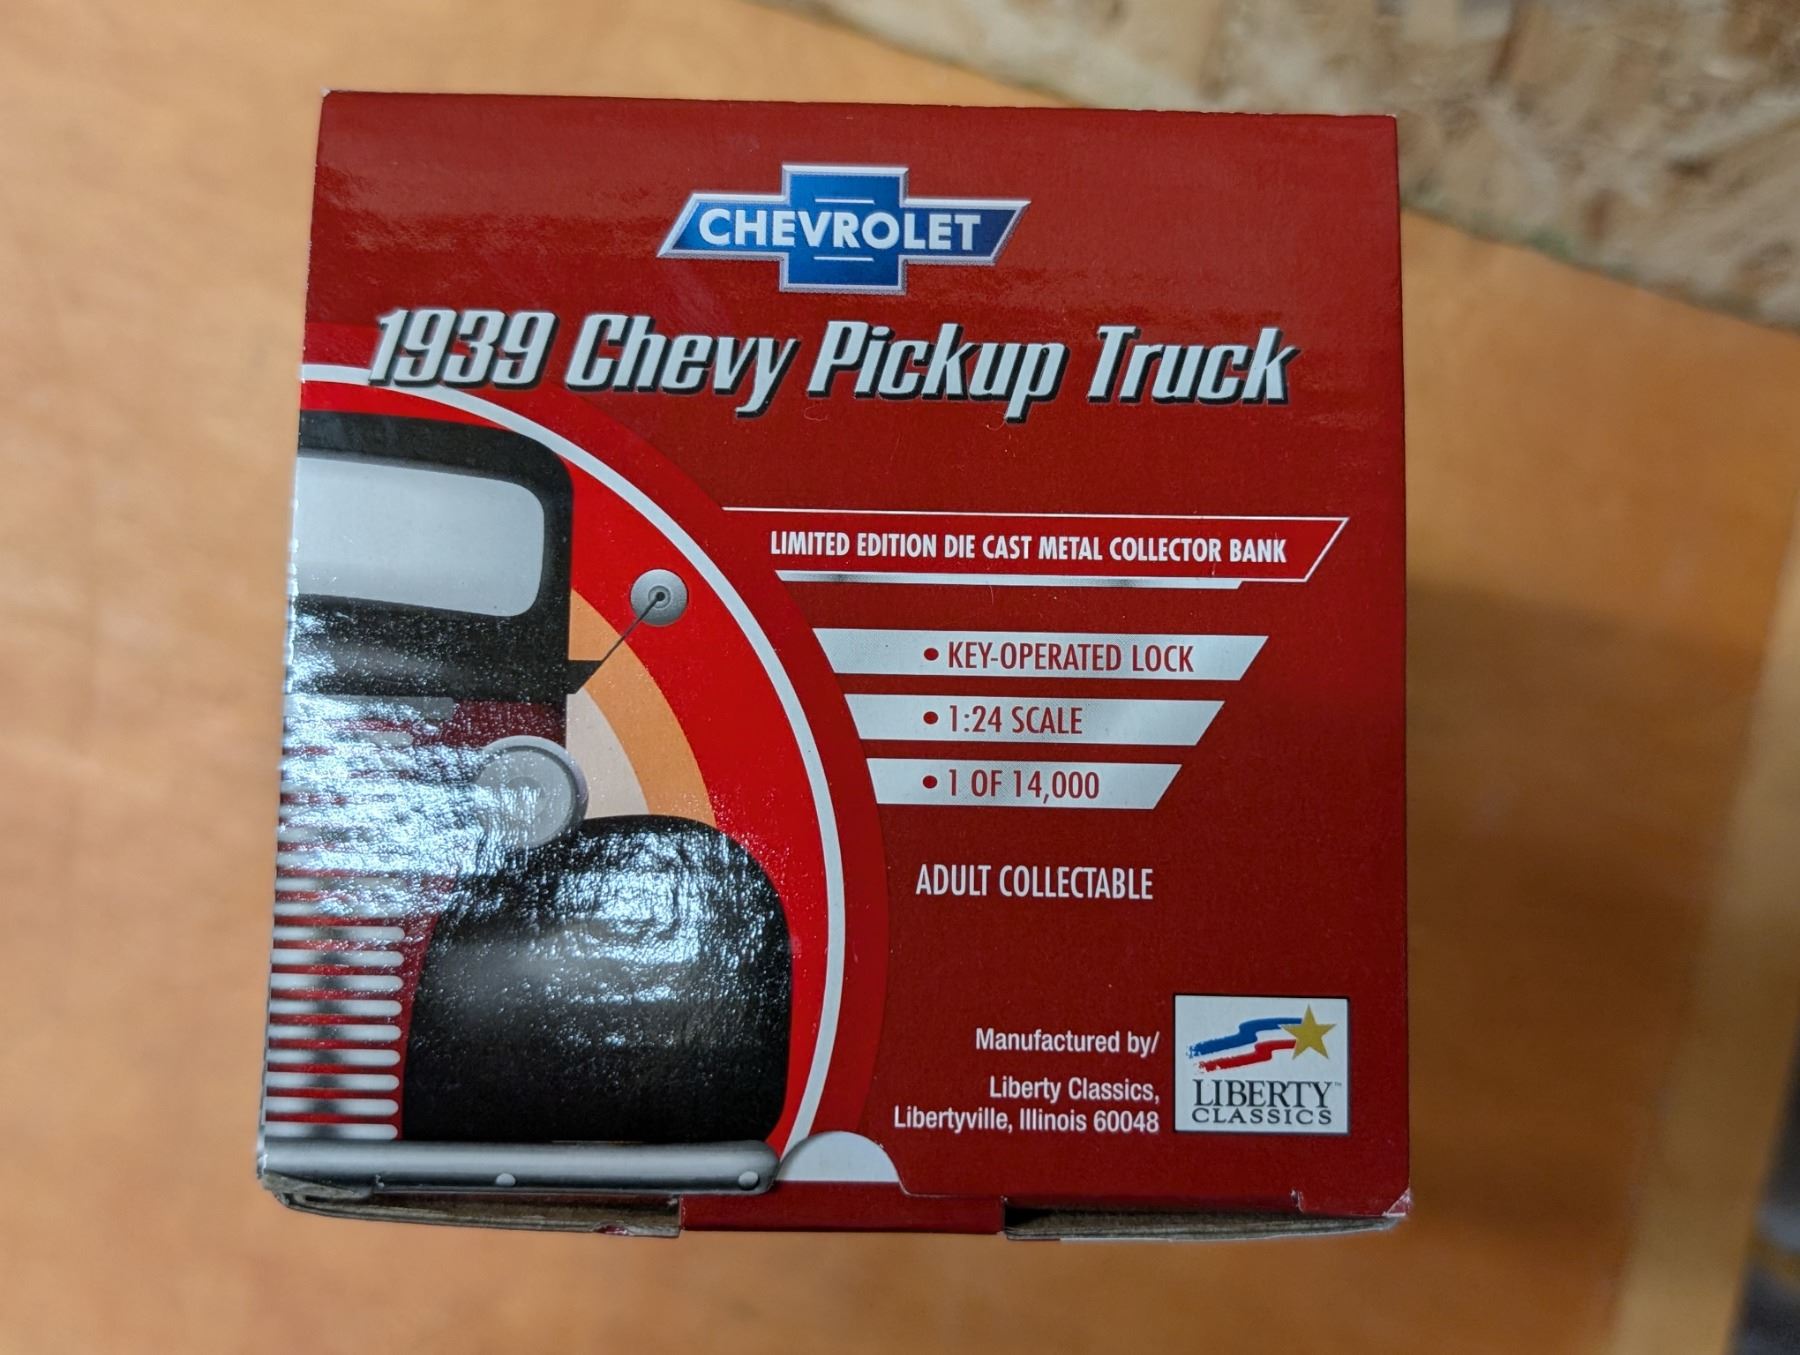 CHEVROLET
1939 Chevy Pickup Truck
LIMITED EDITION DIE CAST METAL COLLECTOR BANK
• KEY-OPERATED LOCK
• 1:24 SCALE
• 1 OF 14,000
ADULT COLLECTABLE
Manufactured by/
Liberty Classics,
Libertyville, Illinois 60048
LIBERTY™
CLASSICS